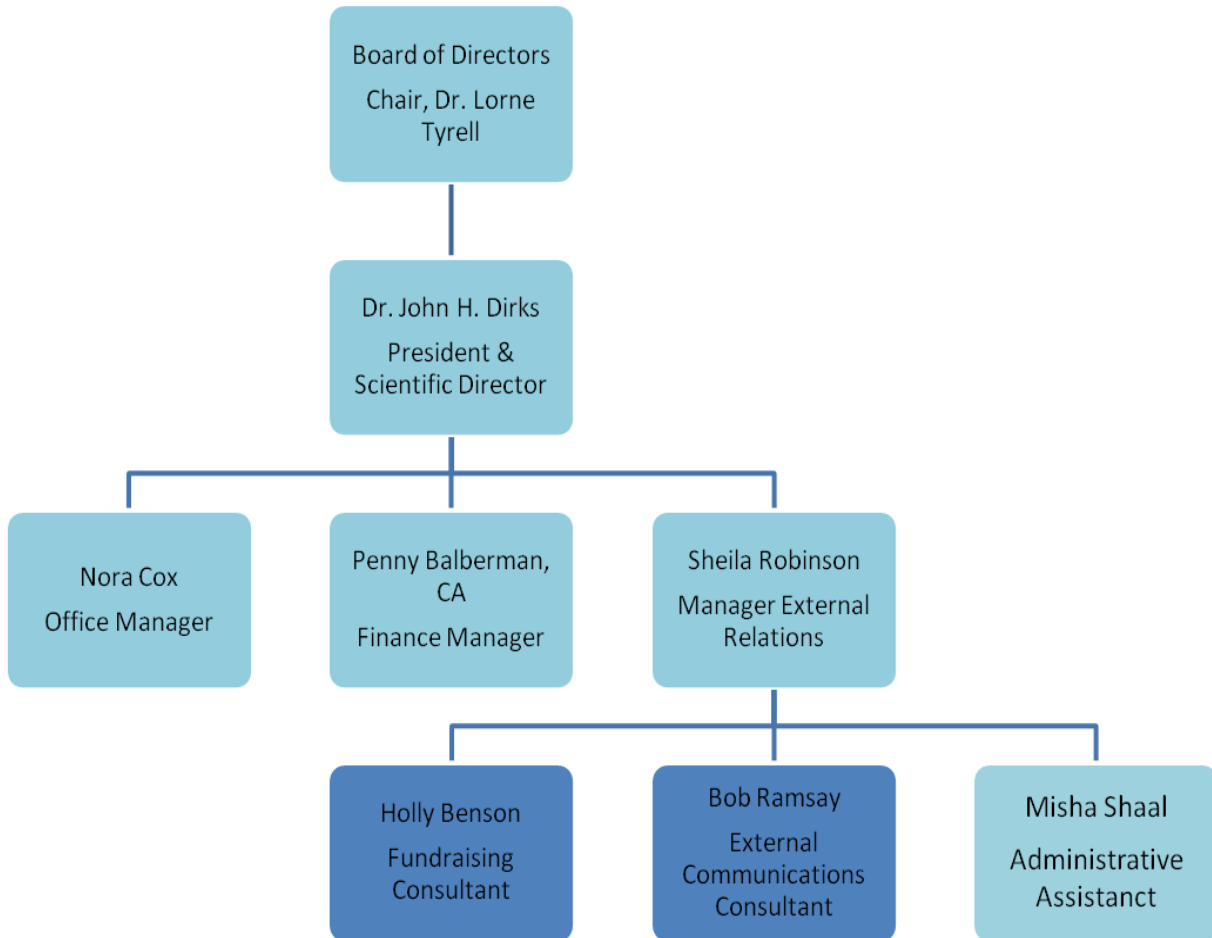 Board of Directors
Chair, Dr. Lorne
Tyrell
Dr. John H. Dirks
President &
Scientific Director
Nora Cox
Office Manager
Penny Balberman,
CA
Finance Manager
Sheila Robinson
Manager External
Relations
Holly Benson
Fundraising
Consultant
Bob Ramsay
External
Communications
Consultant
Misha Shaal
Administrative
Assistanct